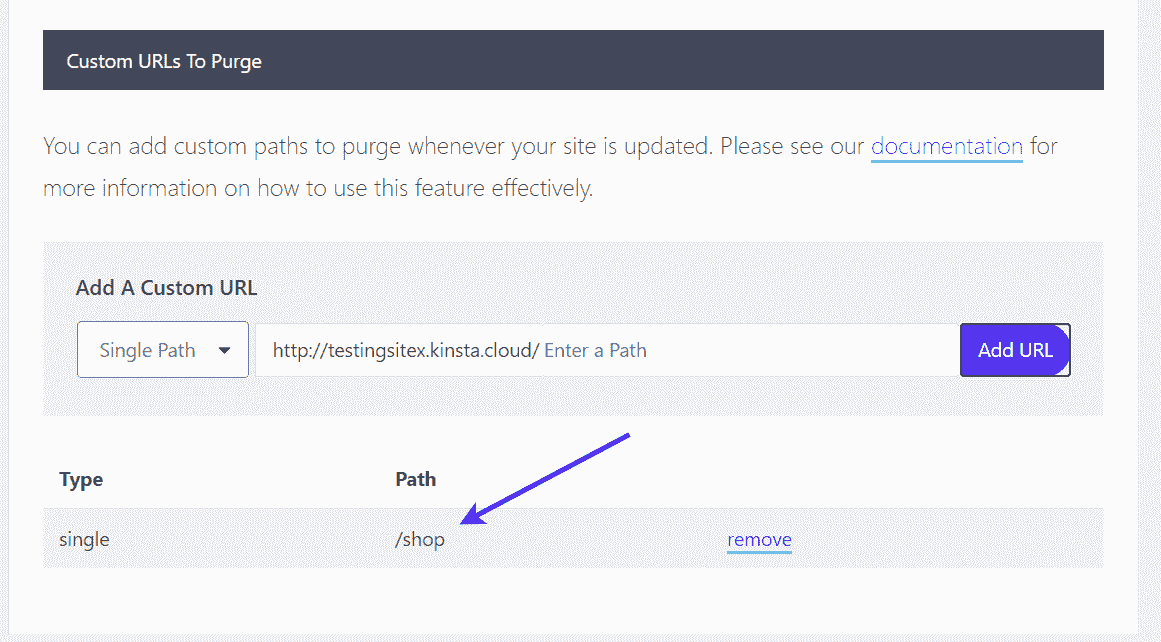 Custom URLs To Purge
You can add custom paths to purge whenever your site is updated. Please see our documentation for
more information on how to use this feature effectively.
Add A Custom URL
Single Path
http://testingsitex.kinsta.cloud/ Enter a Path
Add URL
Type Path
single /shop remove